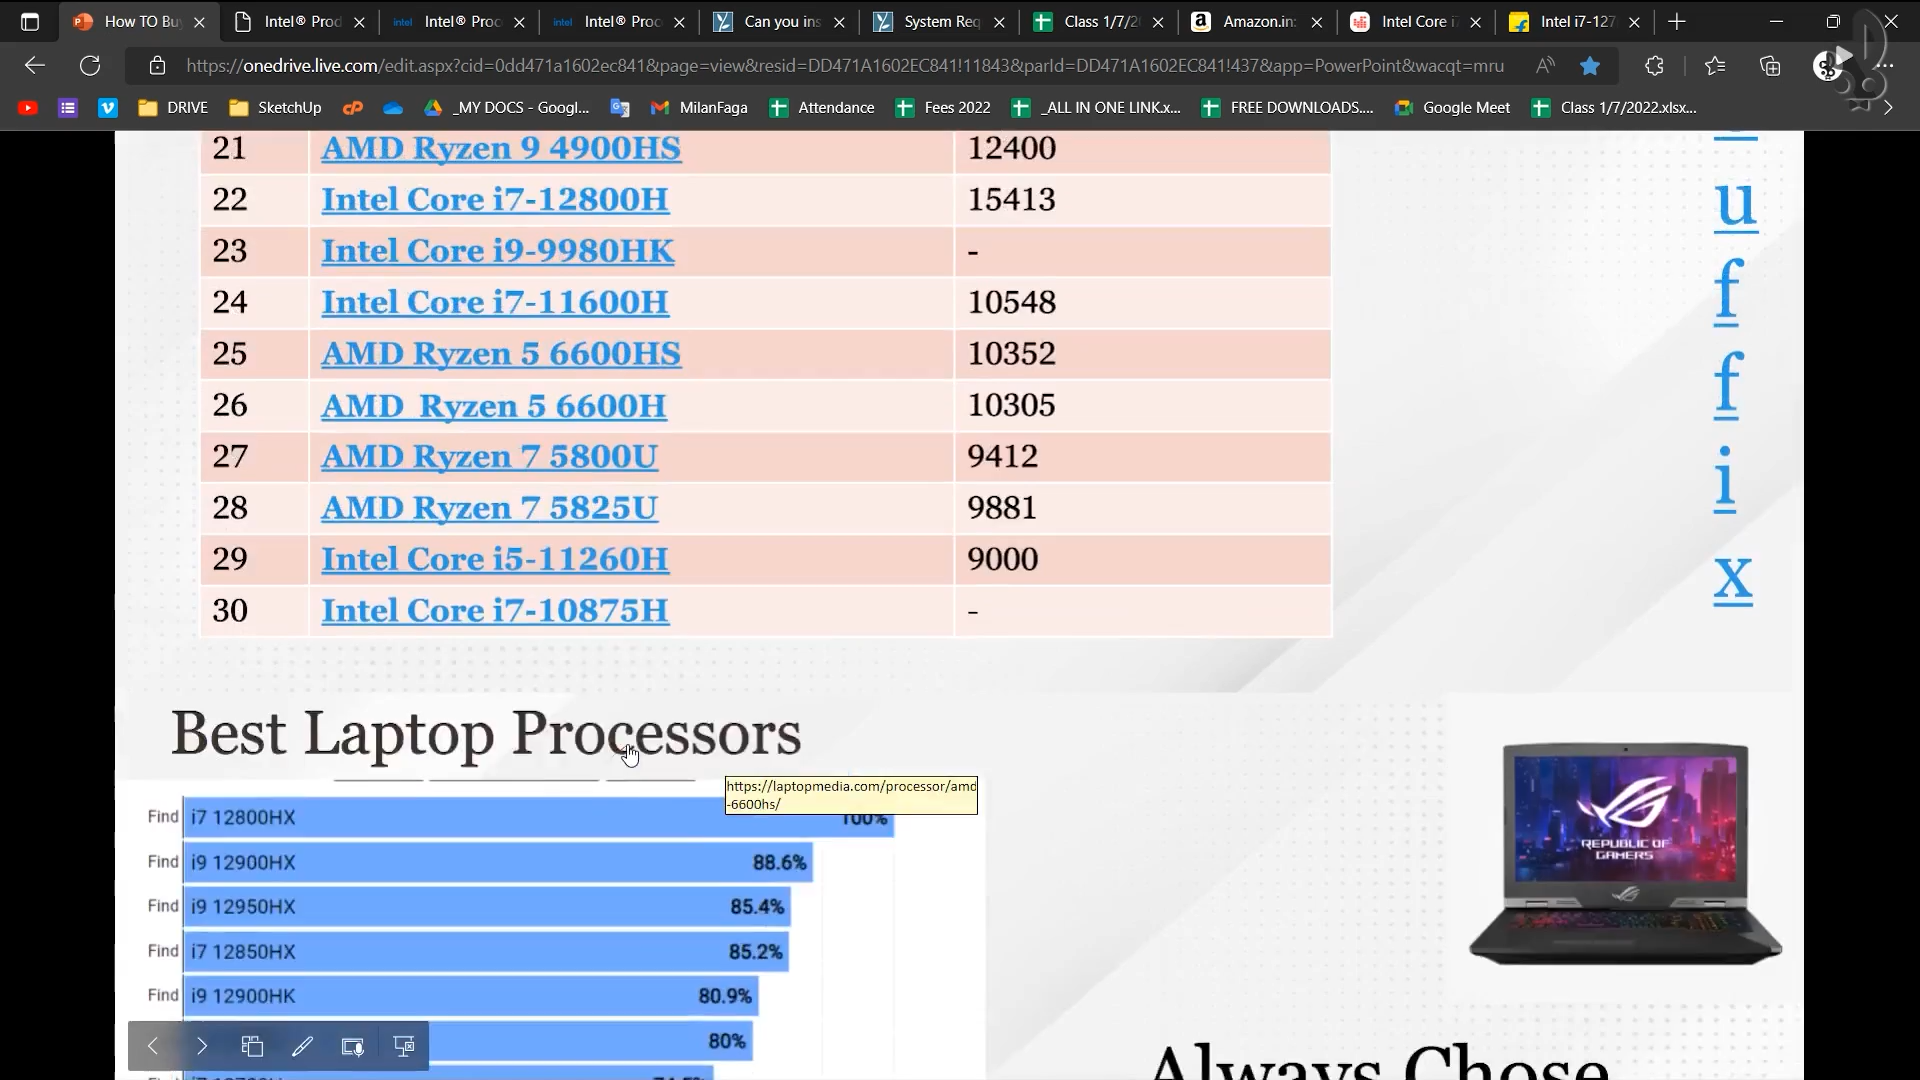 How TO Bu
Intel® Prod
Intel® Proc
Intel® Proc
Can you ins
System Req
Class 1/7/2
Amazon.in:
Intel Core i
Intel i7-127
https://onedrive.live.com/edit.aspx?cid=0dd471a1602ec841&page=view&resid=DD471A1602EC841!11843&parId=DD471A1602EC841!437&app=PowerPoint&wacqt=mru
DRIVE
SketchUp
_MY DOCS - Googl...
MilanFaga
Attendance
Fees 2022
_ALL IN ONE LINK.x...
FREE DOWNLOADS....
Google Meet
Class 1/7/2022.xlsx...
21 AMD Ryzen 9 4900HS 12400
22 Intel Core i7-12800H 15413
23 Intel Core i9-9980HK -
24 Intel Core i7-11600H 10548
25 AMD Ryzen 5 6600HS 10352
26 AMD Ryzen 5 6600H 10305
27 AMD Ryzen 7 5800U 9412
28 AMD Ryzen 7 5825U 9881
29 Intel Core i5-11260H 9000
30 Intel Core i7-10875H -
u
f
f
i
x
Best Laptop Processors
https://laptopmedia.com/processor/amd
-6600hs/
Find i7 12800HX 100%
Find i9 12900HX 88.6%
Find i9 12950HX 85.4%
Find i7 12850HX 85.2%
Find i9 12900HK 80.9%
80%
REPUBLIC OF
GAMERS
Always Chose